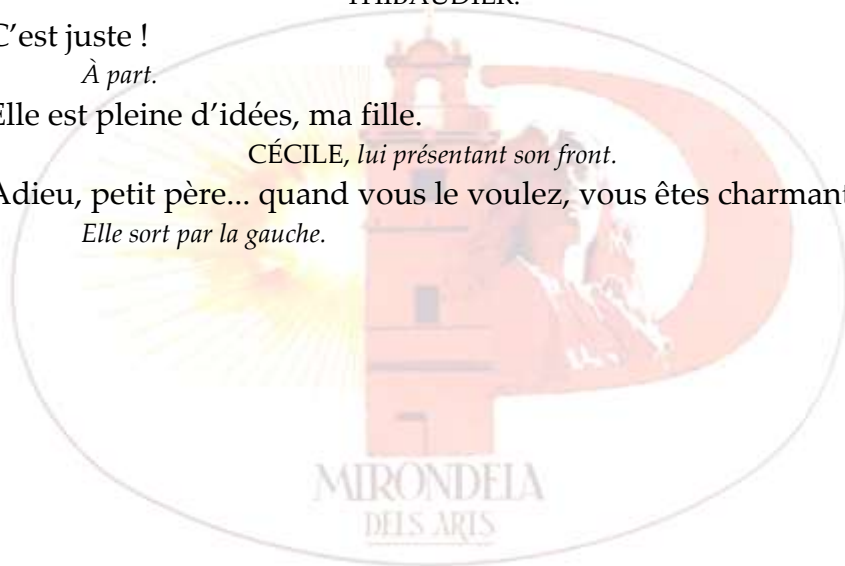 THIBAUDIER.
C’est juste !
À part.
Elle est pleine d’idées, ma fille.
CÉCILE, lui présentant son front.
Adieu, petit père... quand vous le voulez, vous êtes charmant
Elle sort par la gauche.
MIRONDELA
DELS ARTS